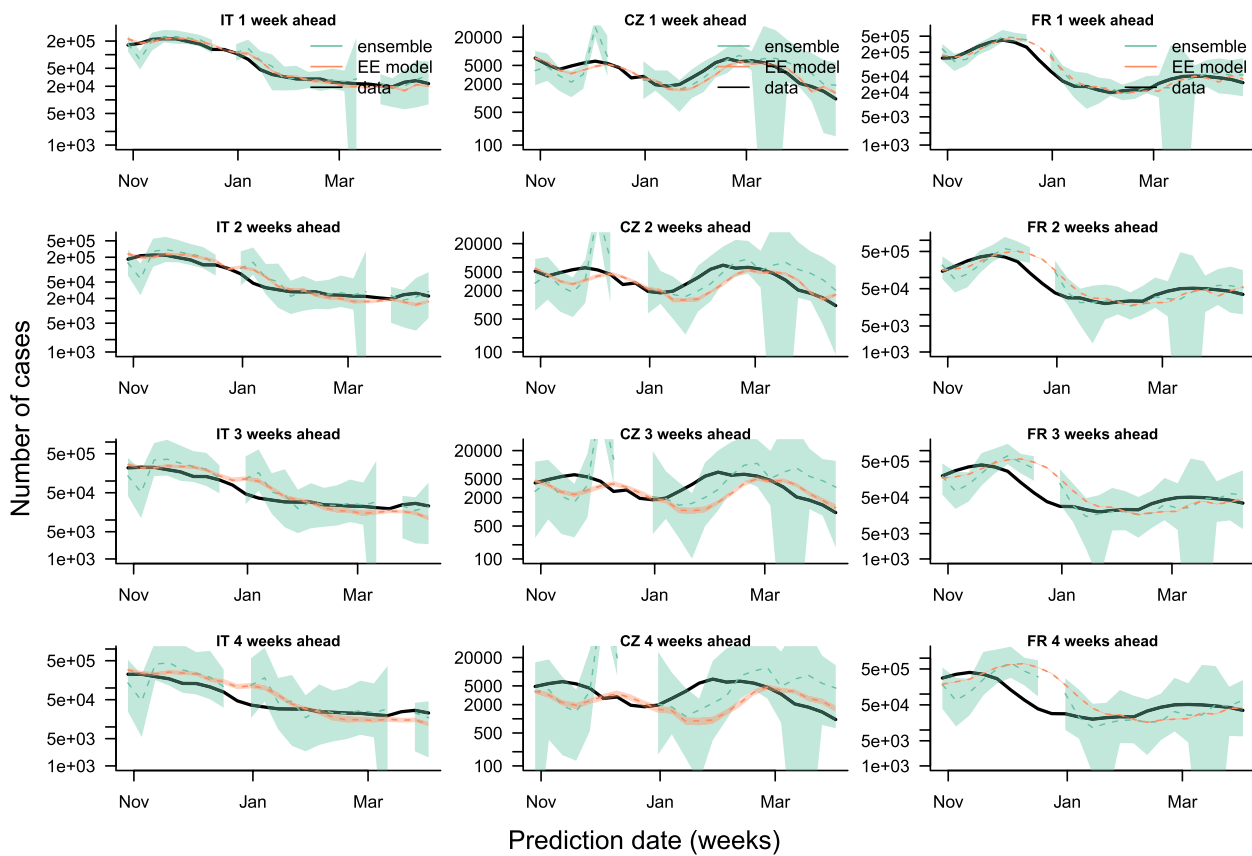 IT 1 week ahead
2e+05
5e+04
2e+04
5e+03
1e+03
ensemble
EE model
data
Nov
Jan
Mar
CZ 1 week ahead
20000
5000
2000
500
100
ensemble
EE model
data
Nov
Jan
Mar
FR 1 week ahead
5e+05
2e+05
5e+04
2e+04
5e+03
1e+03
ensemble
EE model
data
Nov
Jan
Mar
IT 2 weeks ahead
5e+05
2e+05
5e+04
2e+04
5e+03
1e+03
Nov
Jan
Mar
CZ 2 weeks ahead
20000
5000
2000
500
100
Nov
Jan
Mar
FR 2 weeks ahead
5e+05
5e+04
5e+03
1e+03
Nov
Jan
Mar
IT 3 weeks ahead
5e+05
5e+04
5e+03
1e+03
Nov
Jan
Mar
CZ 3 weeks ahead
20000
5000
2000
500
100
Nov
Jan
Mar
FR 3 weeks ahead
5e+05
5e+04
5e+03
1e+03
Nov
Jan
Mar
IT 4 weeks ahead
5e+05
5e+04
5e+03
1e+03
Nov
Jan
Mar
CZ 4 weeks ahead
20000
5000
2000
500
100
Nov
Jan
Mar
FR 4 weeks ahead
5e+05
5e+04
5e+03
1e+03
Nov
Jan
Mar
Number of cases
Prediction date (weeks)